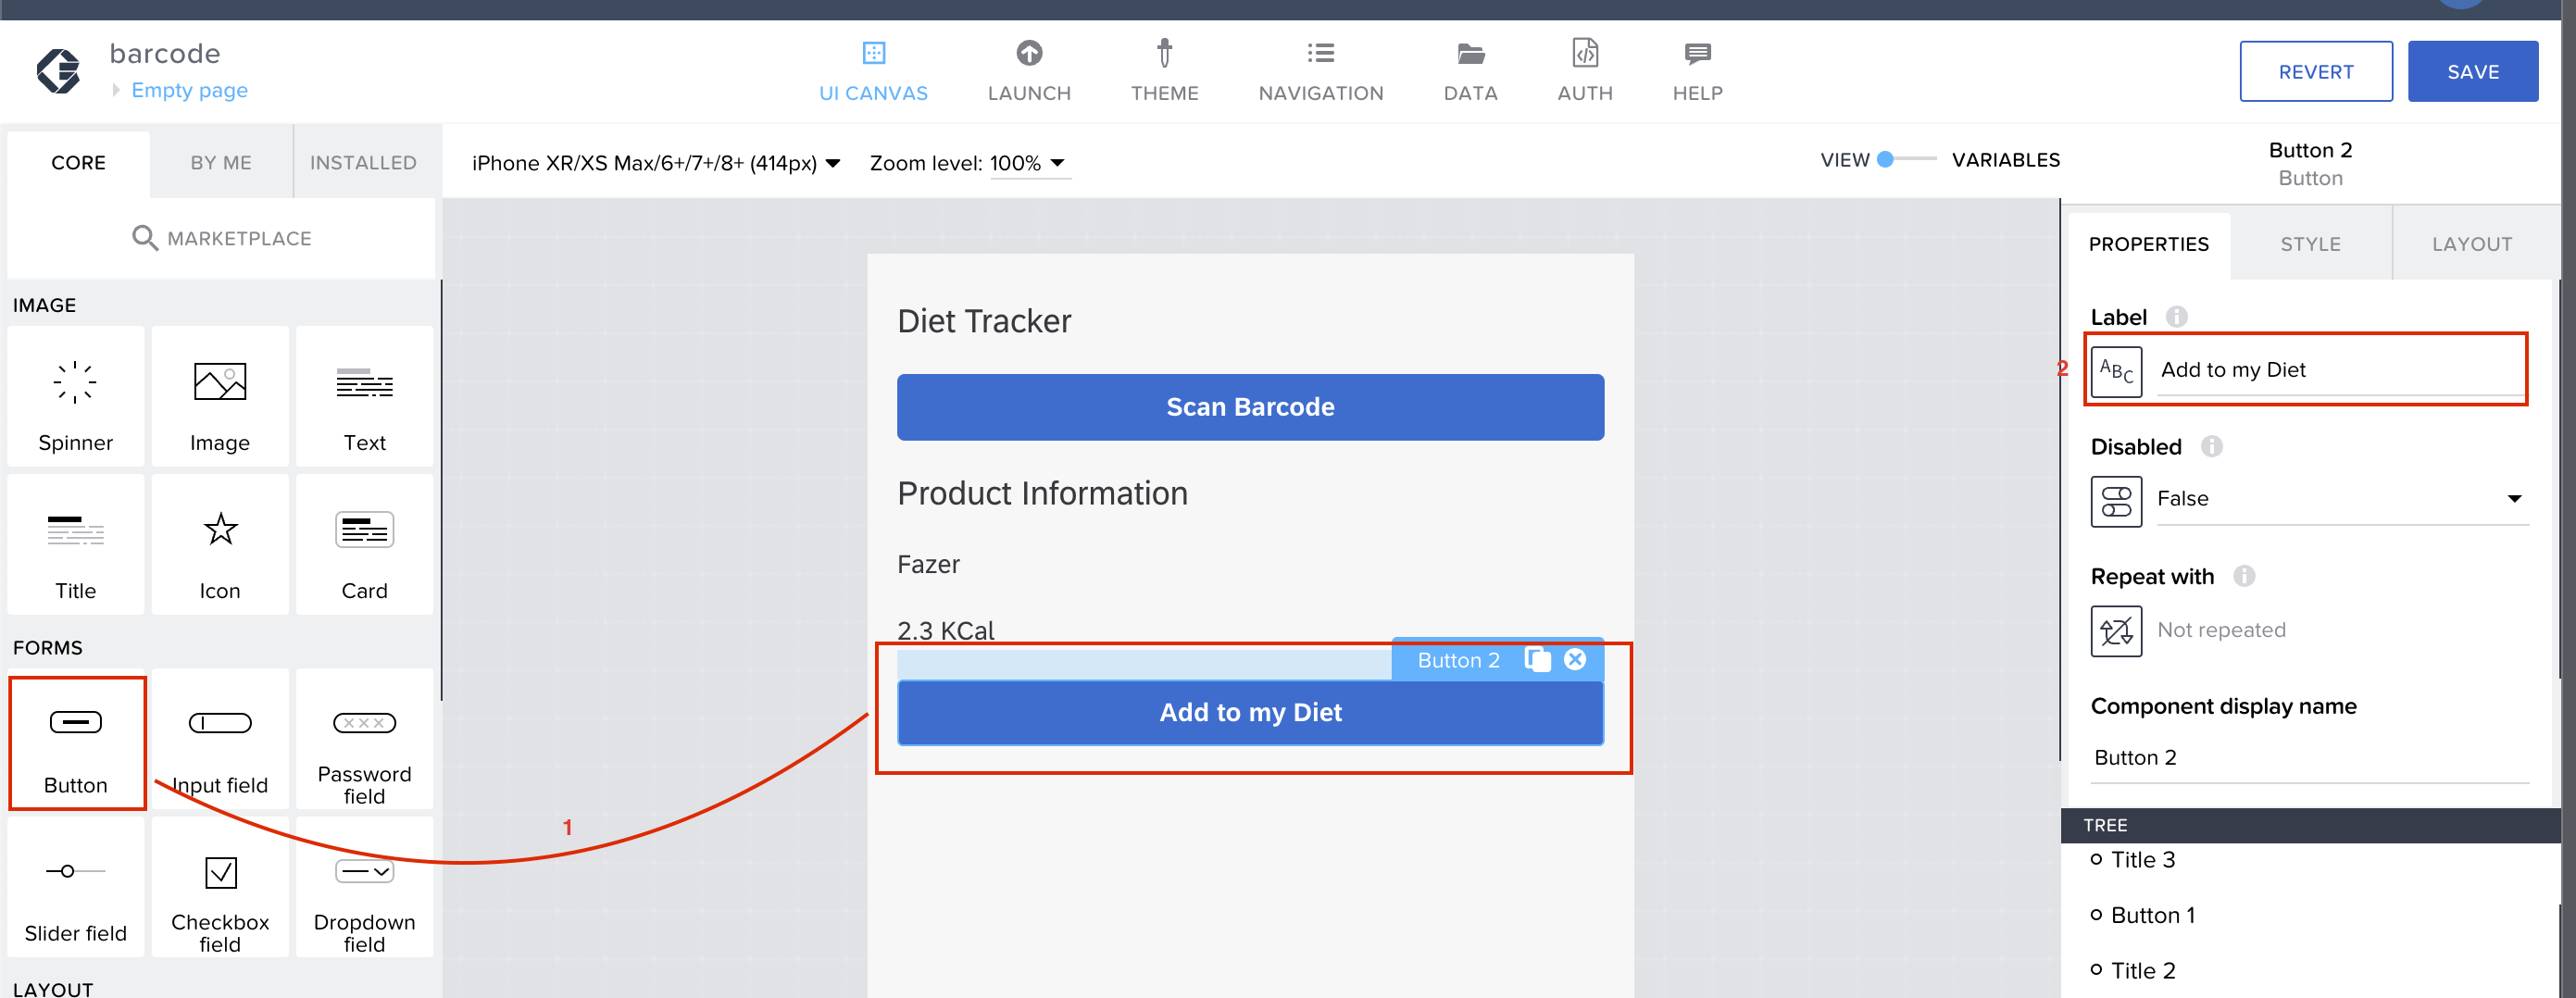 barcode
Empty page
UI CANVAS
LAUNCH
THEME
NAVIGATION
DATA
AUTH
HELP
REVERT
SAVE
CORE
BY ME
INSTALLED
MARKETPLACE
iPhone XR/XS Max/6+/7+/8+ (414px)
Zoom level: 100%
VIEW
VARIABLES
Button 2
Button
IMAGE
Spinner
Image
Text
Title
Icon
Card
FORMS
Button
Input field
Password
field
Slider field
Checkbox
field
Dropdown
field
LAYOUT
1
Diet Tracker
Scan Barcode
Product Information
Fazer
2.3 KCal
Button 2
Add to my Diet
PROPERTIES
STYLE
LAYOUT
Label
2
ABC
Add to my Diet
Disabled
False
Repeat with
Not repeated
Component display name
Button 2
TREE
Title 3
Button 1
Title 2